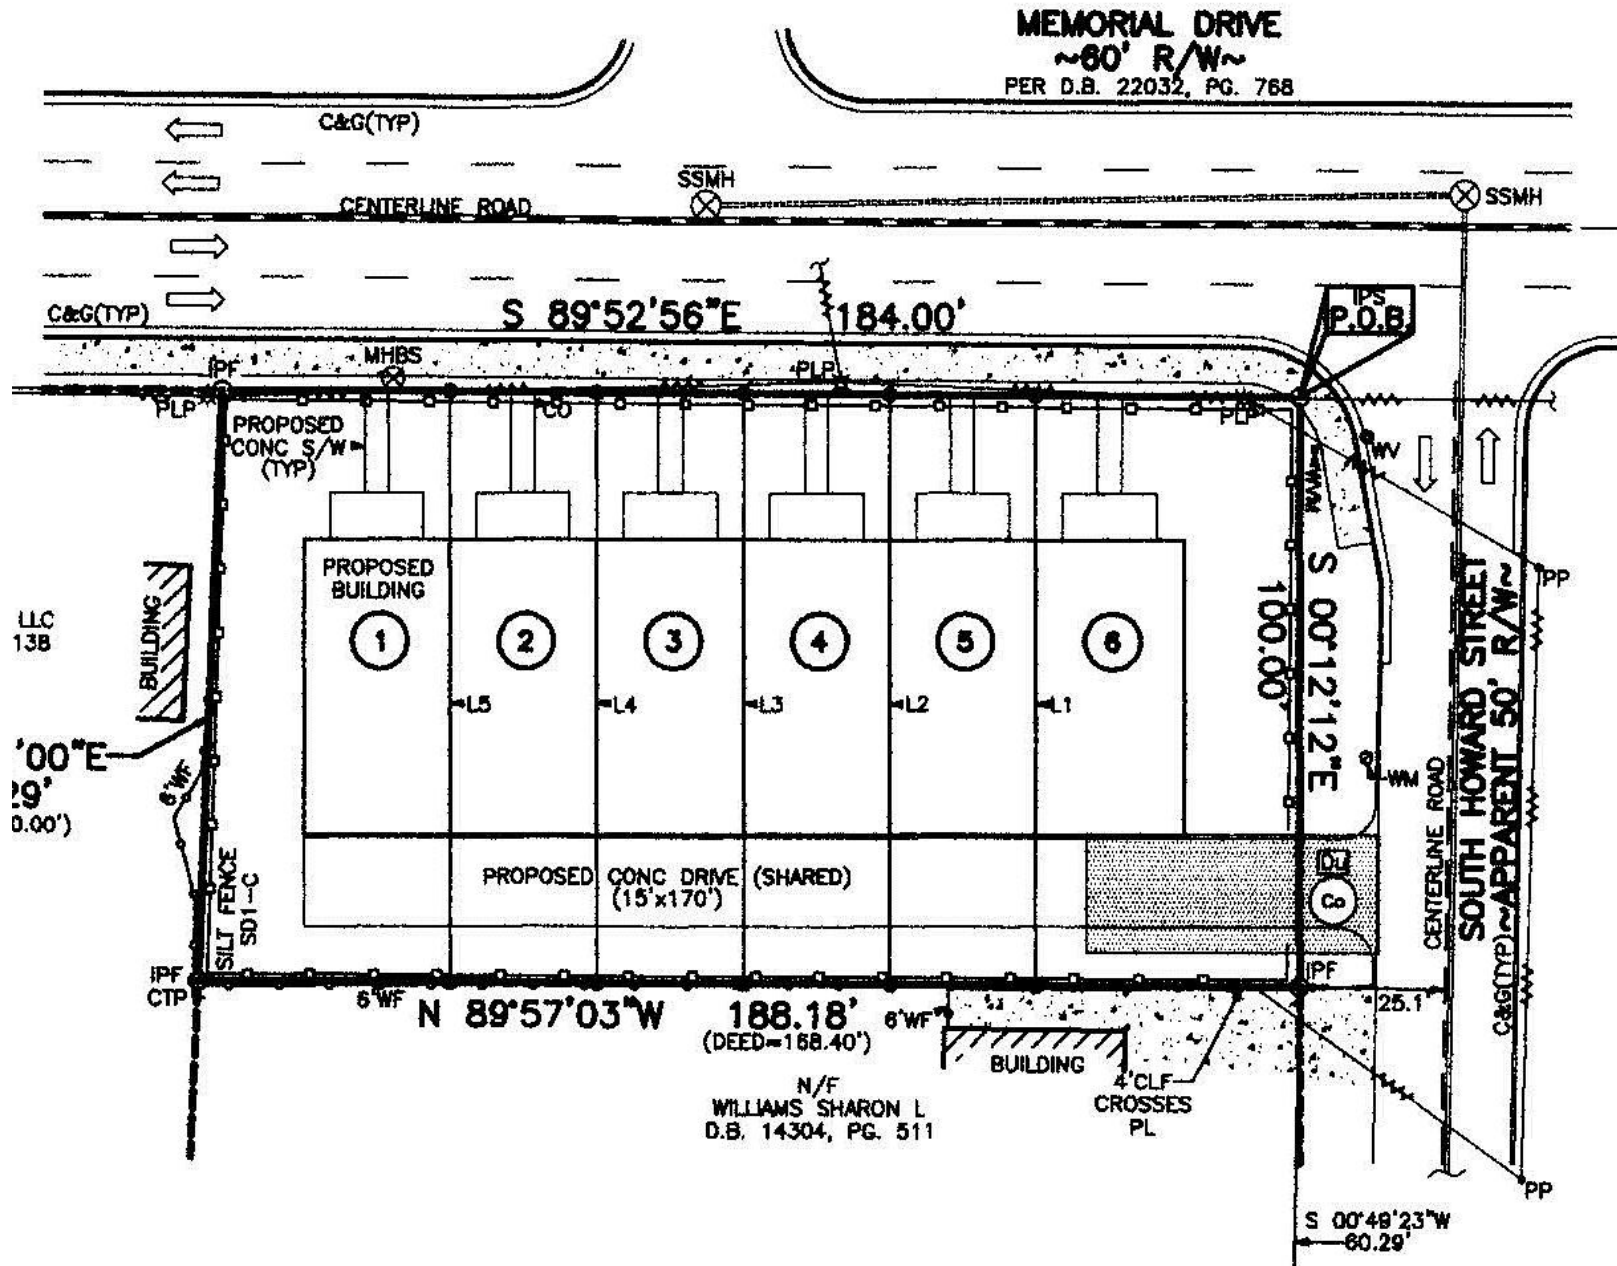 MEMORIAL DRIVE
~60' R/W~
PER D.B. 22032, PG. 768
C&G(TYP)
SSMH
SSMH
CENTERLINE ROAD
C&G(TYP)
S 89°52'56"E 184.00'
IPS
P.O.B.
IPF
MHBS
PLP
PLP
CO
PROPOSED
CONC S/W
(TYP)
WV
PROPOSED
BUILDING
1
2
3
4
5
6
BUILDING
LLC
13B
L5
L4
L3
L2
L1
S 00°12'12"E
100.00'
PP
SOUTH HOWARD STREET
~APPARENT 50' R/W~
CENTERLINE ROAD
C&G(TYP)
'00"E
29'
0.00')
6'WF
WM
SILT FENCE
SD1-C
PROPOSED CONC DRIVE (SHARED)
(15'x170')
Co
IPF
CTP
6'WF
N 89°57'03"W 188.18'
(DEED=168.40')
6'WF
IPF
25.1'
BUILDING
4'CLF
CROSSES
PL
N/F
WILLIAMS SHARON L
D.B. 14304, PG. 511
PP
S 00°49'23"W
60.29'